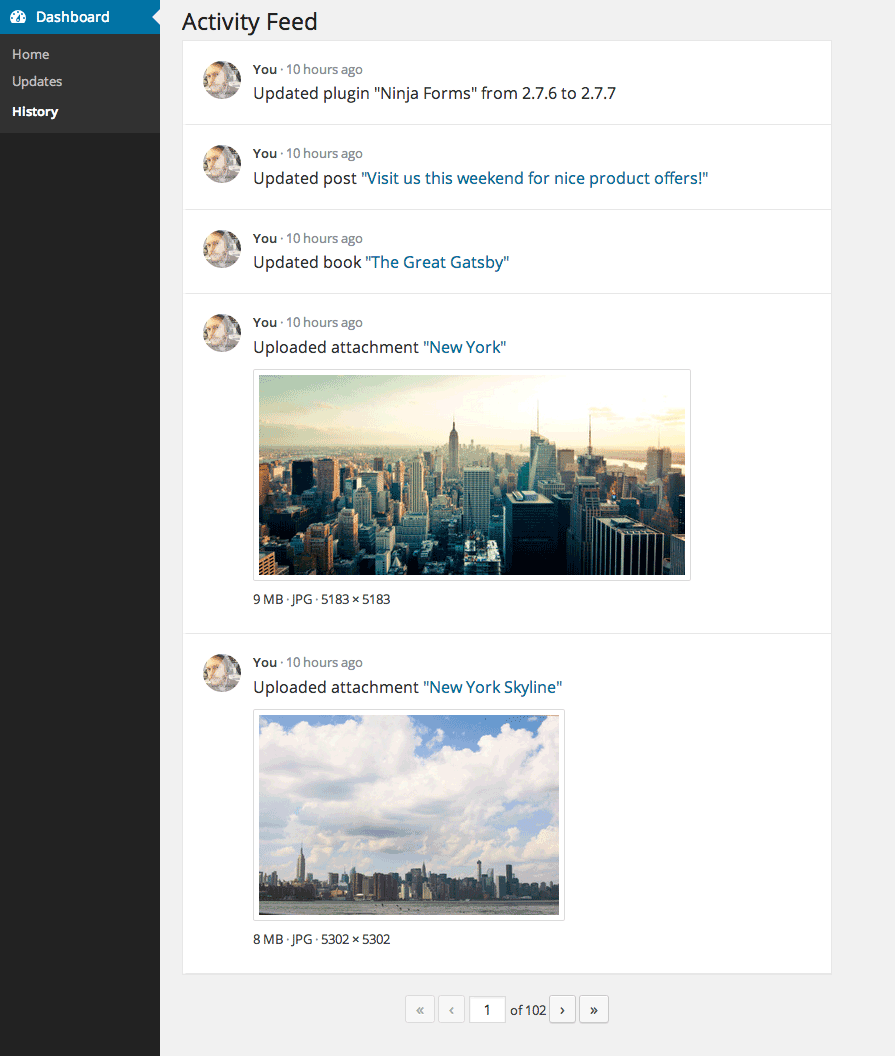 Dashboard
Home
Updates
History
Activity Feed
You · 10 hours ago
Updated plugin "Ninja Forms" from 2.7.6 to 2.7.7
You · 10 hours ago
Updated post "Visit us this weekend for nice product offers!"
You · 10 hours ago
Updated book "The Great Gatsby"
You · 10 hours ago
Uploaded attachment "New York"
9 MB · JPG · 5183 × 5183
You · 10 hours ago
Uploaded attachment "New York Skyline"
8 MB · JPG · 5302 × 5302
« ‹ 1 of 102 › »